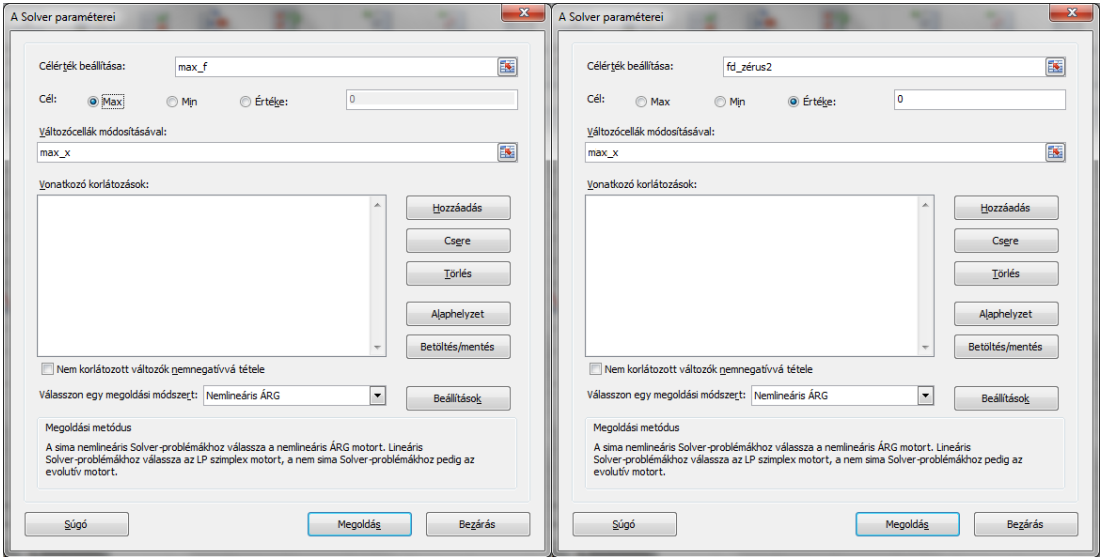 A Solver paraméterei
Célérték beállítása: max_f
Cél: Max Min Értéke: 0
Változócellák módosításával:
max_x
Vonatkozó korlátozások:
Hozzáadás
Csere
Törlés
Alaphelyzet
Betöltés/mentés
Nem korlátozott változók nemnegatívvá tétele
Válasszon egy megoldási módszert: Nemlineáris ÁRG
Beállítások
Megoldási metódus
A sima nemlineáris Solver-problémákhoz válassza a nemlineáris ÁRG motort. Lineáris
Solver-problémákhoz válassza az LP szimplex motort, a nem sima Solver-problémákhoz pedig az
evolutív motort.
Súgó Megoldás Bezárás
A Solver paraméterei
Célérték beállítása: fd_zérus2
Cél: Max Min Értéke: 0
Változócellák módosításával:
max_x
Vonatkozó korlátozások:
Hozzáadás
Csere
Törlés
Alaphelyzet
Betöltés/mentés
Nem korlátozott változók nemnegatívvá tétele
Válasszon egy megoldási módszert: Nemlineáris ÁRG
Beállítások
Megoldási metódus
A sima nemlineáris Solver-problémákhoz válassza a nemlineáris ÁRG motort. Lineáris
Solver-problémákhoz válassza az LP szimplex motort, a nem sima Solver-problémákhoz pedig az
evolutív motort.
Súgó Megoldás Bezárás